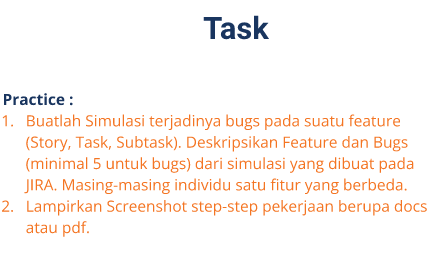 Task
Practice :
1. Buatlah Simulasi terjadinya bugs pada suatu feature
(Story, Task, Subtask). Deskripsikan Feature dan Bugs
(minimal 5 untuk bugs) dari simulasi yang dibuat pada
JIRA. Masing-masing individu satu fitur yang berbeda.
2. Lampirkan Screenshot step-step pekerjaan berupa docs
atau pdf.